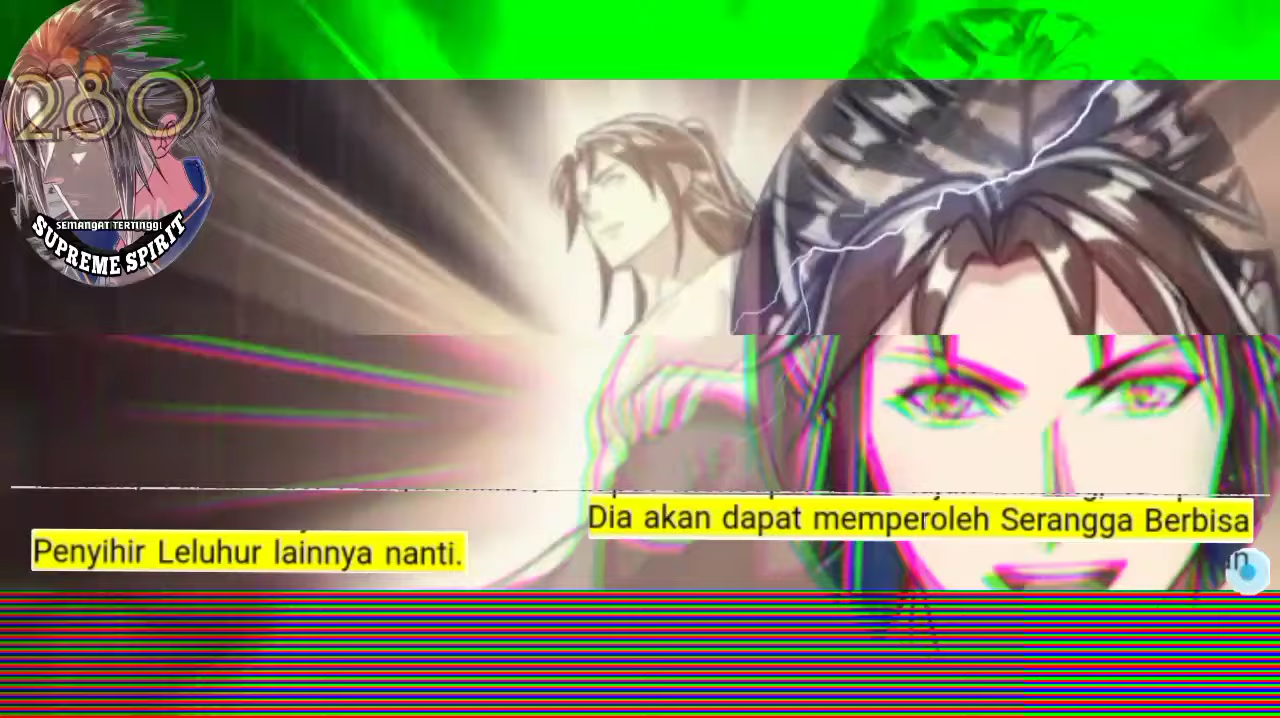 280
SEMANGAT TERTINGGI
SUPREME SPIRIT
Dia akan dapat memperoleh Serangga Berbisa
Penyihir Leluhur lainnya nanti.